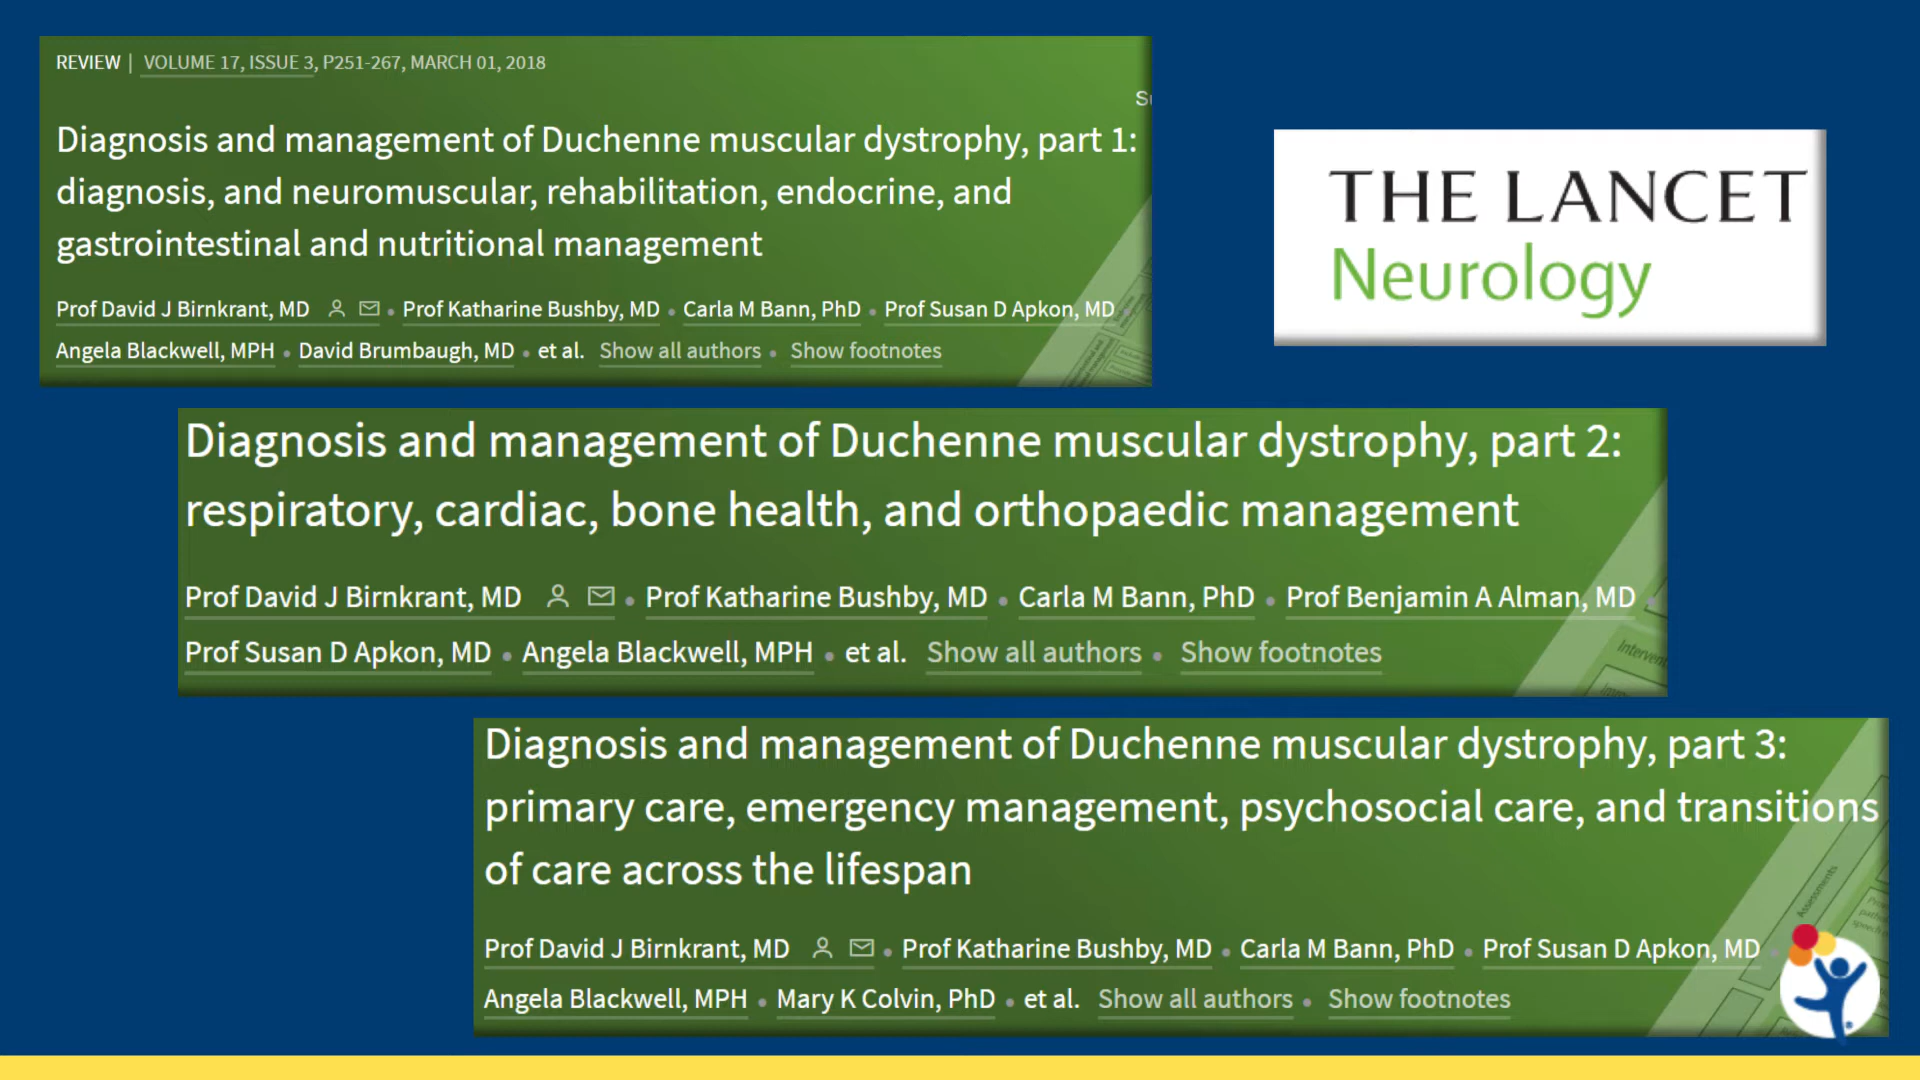 REVIEW | VOLUME 17, ISSUE 3, P251-267, MARCH 01, 2018
Diagnosis and management of Duchenne muscular dystrophy, part 1:
diagnosis, and neuromuscular, rehabilitation, endocrine, and
gastrointestinal and nutritional management
Prof David J Birnkrant, MD • Prof Katharine Bushby, MD • Carla M Bann, PhD • Prof Susan D Apkon, MD
Angela Blackwell, MPH • David Brumbaugh, MD • et al. Show all authors • Show footnotes
THE LANCET
Neurology
Diagnosis and management of Duchenne muscular dystrophy, part 2:
respiratory, cardiac, bone health, and orthopaedic management
Prof David J Birnkrant, MD • Prof Katharine Bushby, MD • Carla M Bann, PhD • Prof Benjamin A Alman, MD
Prof Susan D Apkon, MD • Angela Blackwell, MPH • et al. Show all authors • Show footnotes
Diagnosis and management of Duchenne muscular dystrophy, part 3:
primary care, emergency management, psychosocial care, and transitions
of care across the lifespan
Prof David J Birnkrant, MD • Prof Katharine Bushby, MD • Carla M Bann, PhD • Prof Susan D Apkon, MD
Angela Blackwell, MPH • Mary K Colvin, PhD • et al. Show all authors • Show footnotes
Assessments